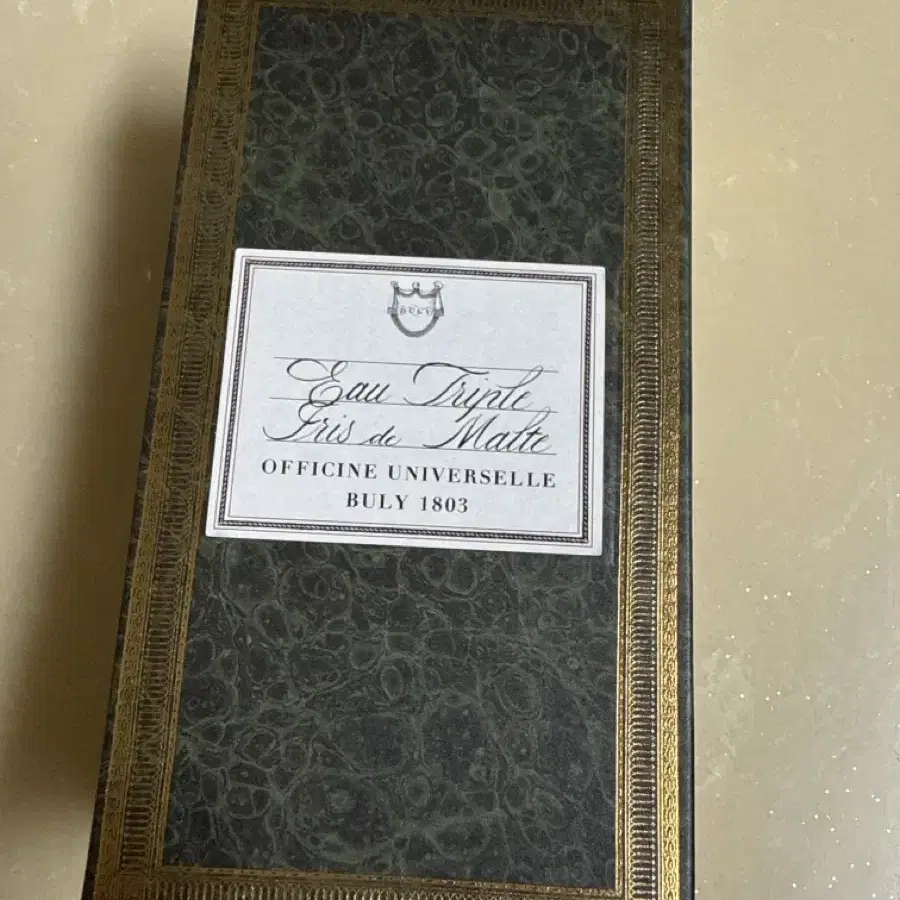 BULY
Eau Triple
Iris de Malte
OFFICINE UNIVERSELLE
BULY 1803